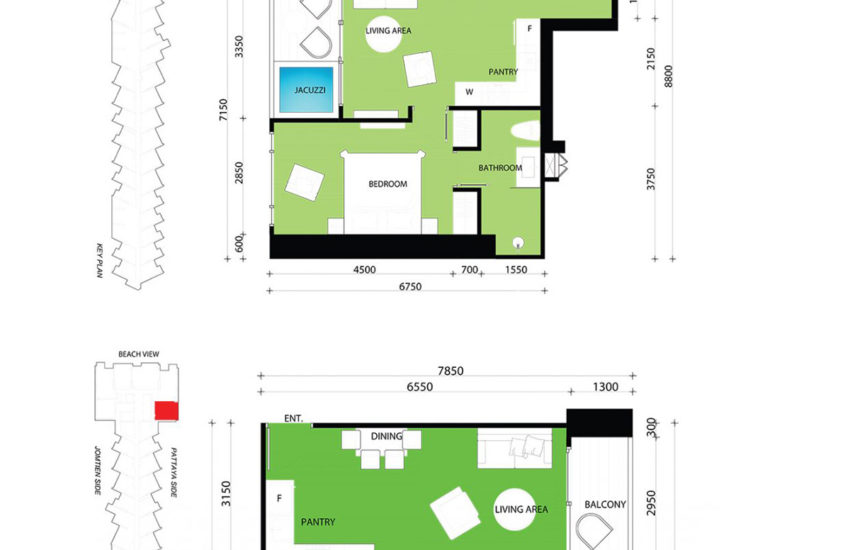 LIVING AREA
F
PANTRY
W
JACUZZI
BEDROOM
BATHROOM
3350
7150
2850
600
2150
8800
3750
4500 700 1550
6750
KEY PLAN
BEACH VIEW
JOMTIEN SIDE
PATTAYA SIDE
7850
6550 1300
ENT.
DINING
F
PANTRY
LIVING AREA
BALCONY
3150
300
2950